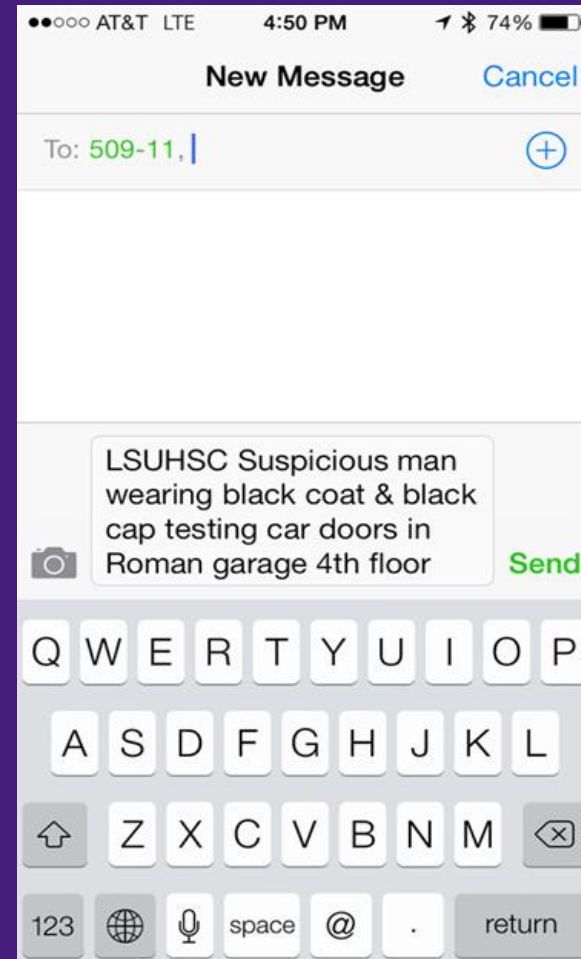 AT&T LTE 4:50 PM 74%
New Message Cancel
To: 509-11,
LSUHSC Suspicious man
wearing black coat & black
cap testing car doors in
Roman garage 4th floor
Send
Q W E R T Y U I O P
A S D F G H J K L
Z X C V B N M
123 space @ . return